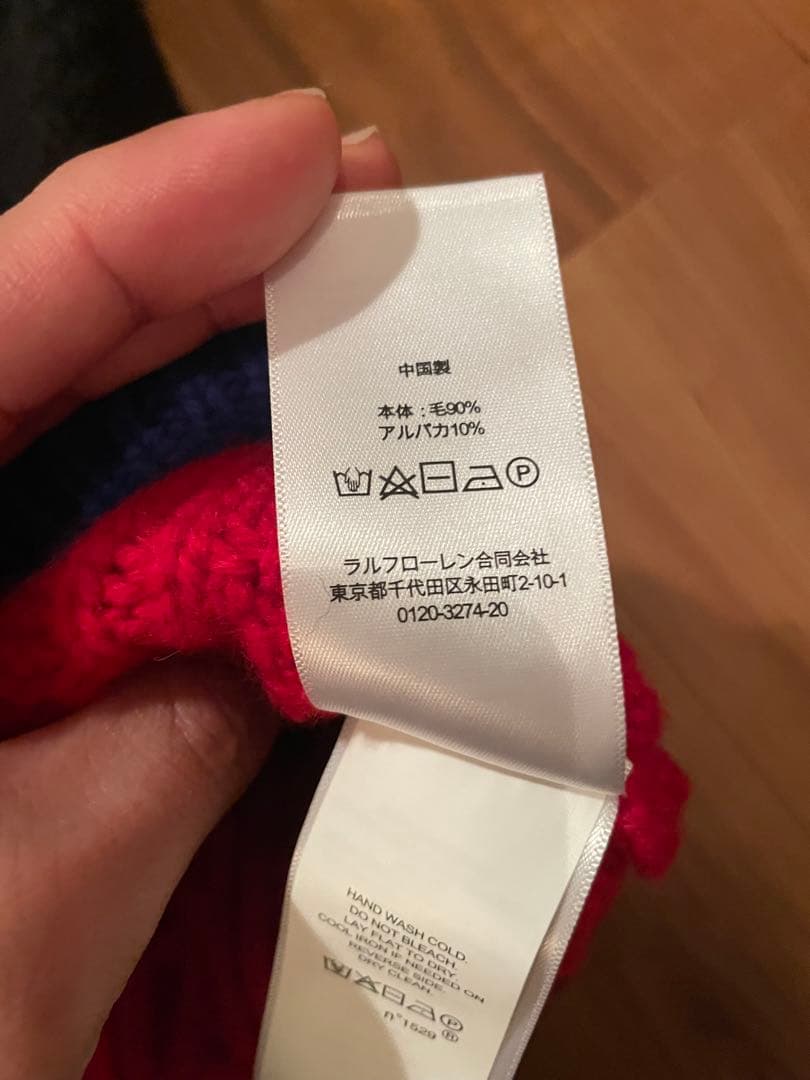 中国製
本体：毛90%
アルパカ10%
P
ラルフローレン合同会社
東京都千代田区永田町2-10-1
0120-3274-20
HAND WASH COLD.
DO NOT BLEACH.
LAY FLAT TO DRY.
COOL IRON IF NEEDED ON
REVERSE SIDE.
DRY CLEAN.
P
n°1529 ®